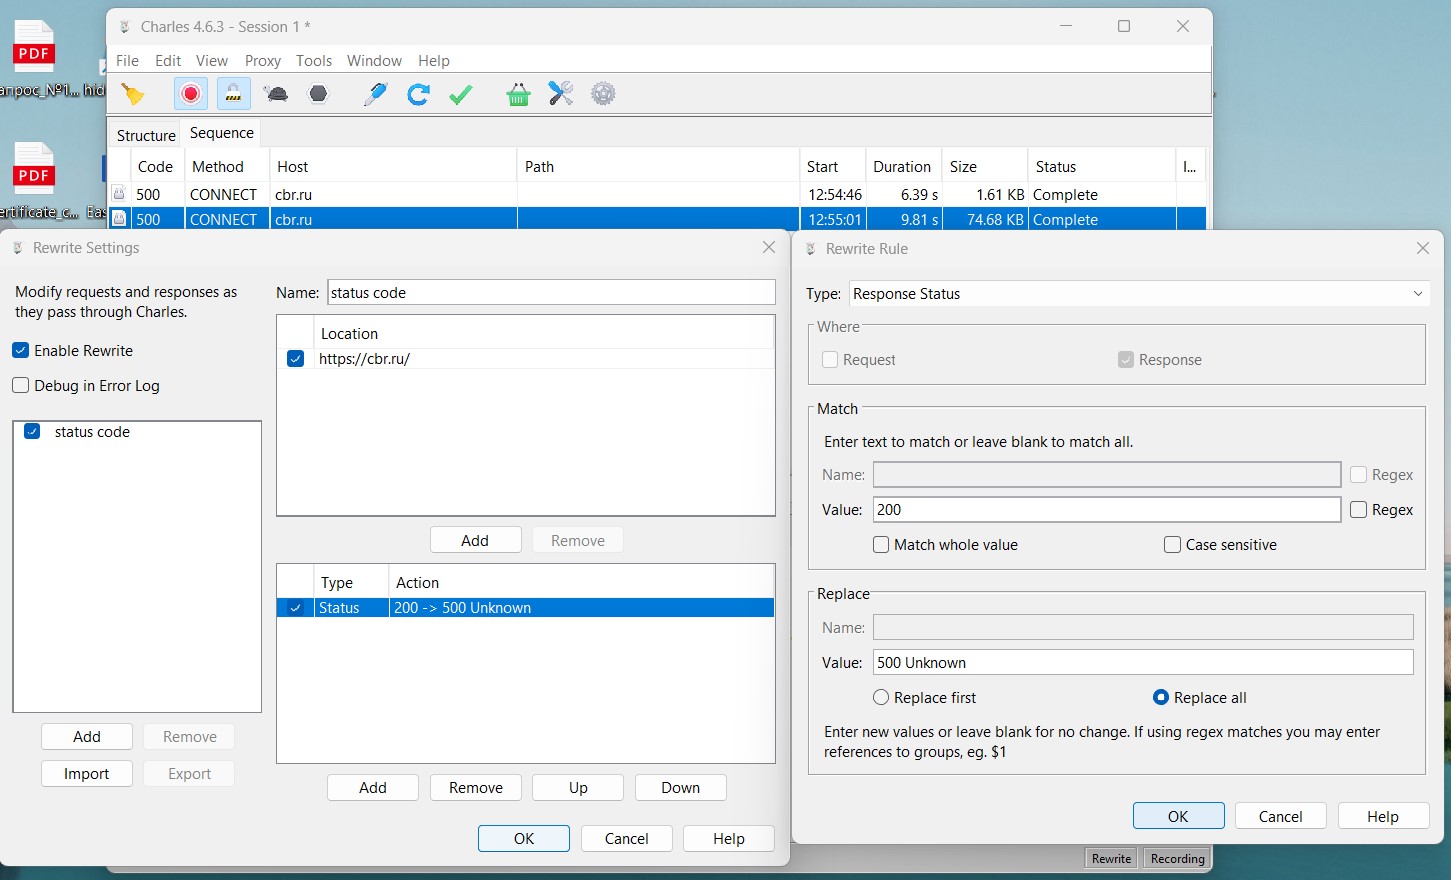 PDF
hid
PDF
Charles 4.6.3 - Session 1 *
File Edit View Proxy Tools Window Help
Structure Sequence
Code Method Host Path Start Duration Size Status I...
500 CONNECT cbr.ru 12:54:46 6.39 s 1.61 KB Complete
500 CONNECT cbr.ru 12:55:01 9.81 s 74.68 KB Complete
Rewrite Settings
Modify requests and responses as
they pass through Charles.
Enable Rewrite
Debug in Error Log
status code
Add Remove
Import Export
Name: status code
Location
https://cbr.ru/
Add Remove
Type Action
Status 200 -> 500 Unknown
Add Remove Up Down
OK Cancel Help
Rewrite Rule
Type: Response Status
Where
Request Response
Match
Enter text to match or leave blank to match all.
Name: Regex
Value: 200 Regex
Match whole value Case sensitive
Replace
Name:
Value: 500 Unknown
Replace first Replace all
Enter new values or leave blank for no change. If using regex matches you may enter
references to groups, eg. $1
OK Cancel Help
Rewrite Recording